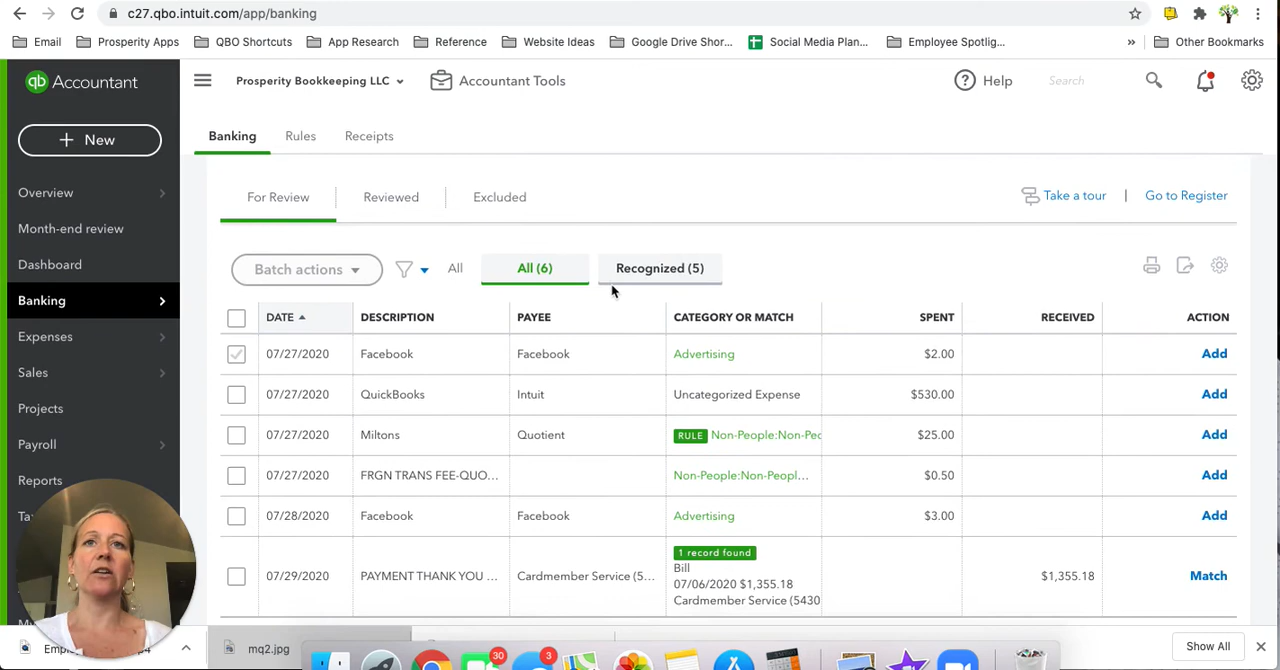 c27.qbo.intuit.com/app/banking
Email Prosperity Apps QBO Shortcuts App Research Reference Website Ideas Google Drive Shor... Social Media Plan... Employee Spotlig... » Other Bookmarks
qb Accountant Prosperity Bookkeeping LLC Accountant Tools ? Help Search
+ New
Banking Rules Receipts
Overview
Month-end review
Dashboard
Banking
Expenses
Sales
Projects
Payroll
Reports
For Review Reviewed Excluded Take a tour | Go to Register
Batch actions All All (6) Recognized (5)
DATE DESCRIPTION PAYEE CATEGORY OR MATCH SPENT RECEIVED ACTION
07/27/2020 Facebook Facebook Advertising $2.00 Add
07/27/2020 QuickBooks Intuit Uncategorized Expense $530.00 Add
07/27/2020 Miltons Quotient RULE Non-People:Non-Pec $25.00 Add
07/27/2020 FRGN TRANS FEE-QUO... Non-People:Non-Peopl... $0.50 Add
07/28/2020 Facebook Facebook Advertising $3.00 Add
1 record found
Bill
07/29/2020 PAYMENT THANK YOU ... Cardmember Service (5... 07/06/2020 $1,355.18 $1,355.18 Match
Cardmember Service (5430
mq2.jpg Show All
30 3